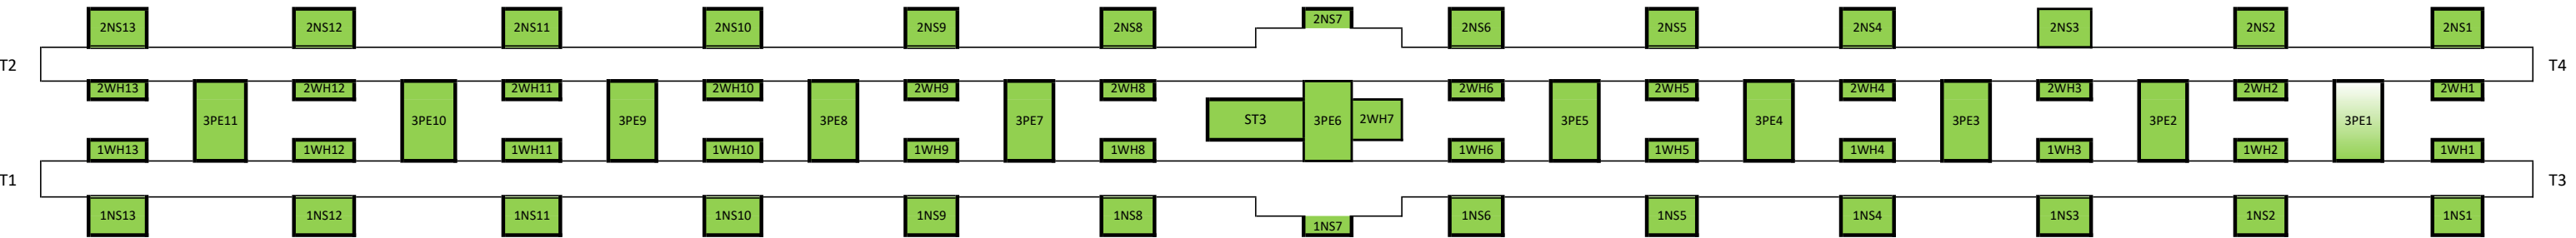 2NS13 2NS12 2NS11 2NS10 2NS9 2NS8 2NS7 2NS6 2NS5 2NS4 2NS3 2NS2 2NS1
T2 T4
2WH13 2WH12 2WH11 2WH10 2WH9 2WH8 2WH6 2WH5 2WH4 2WH3 2WH2 2WH1
3PE11 3PE10 3PE9 3PE8 3PE7 ST3 3PE6 2WH7 3PE5 3PE4 3PE3 3PE2 3PE1
1WH13 1WH12 1WH11 1WH10 1WH9 1WH8 1WH6 1WH5 1WH4 1WH3 1WH2 1WH1
T1 T3
1NS13 1NS12 1NS11 1NS10 1NS9 1NS8 1NS7 1NS6 1NS5 1NS4 1NS3 1NS2 1NS1